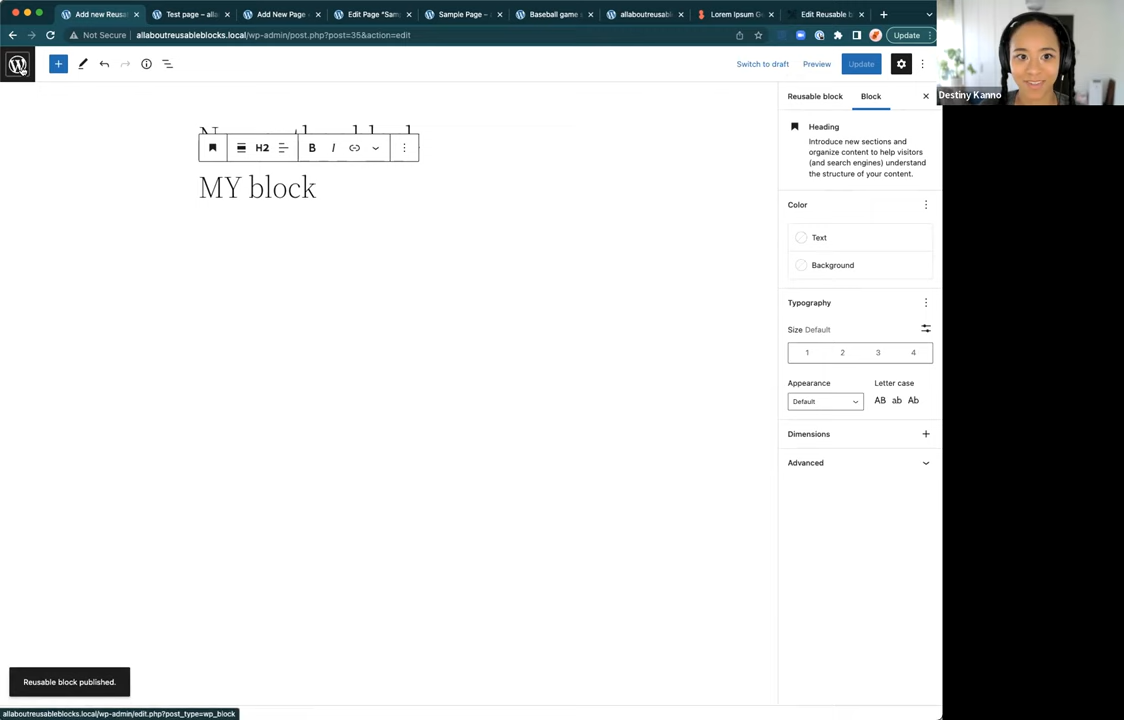 Add new Reusa
Test page – alla
Add New Page
Edit Page "Sam
Sample Page –
Baseball game
allaboutreusabl
Lorem Ipsum G
Edit Reusable b
Not Secure
allaboutreusableblocks.local/wp-admin/post.php?post=35&action=edit
Update
Switch to draft
Preview
Update
Destiny Kanno
Reusable block
Block
H2
B
I
MY block
Heading
Introduce new sections and
organize content to help visitors
(and search engines) understand
the structure of your content.
Color
Text
Background
Typography
Size Default
1 2 3 4
Appearance
Letter case
Default
AB ab Ab
Dimensions
Advanced
Reusable block published.
allaboutreusableblocks.local/wp-admin/edit.php?post_type=wp_block